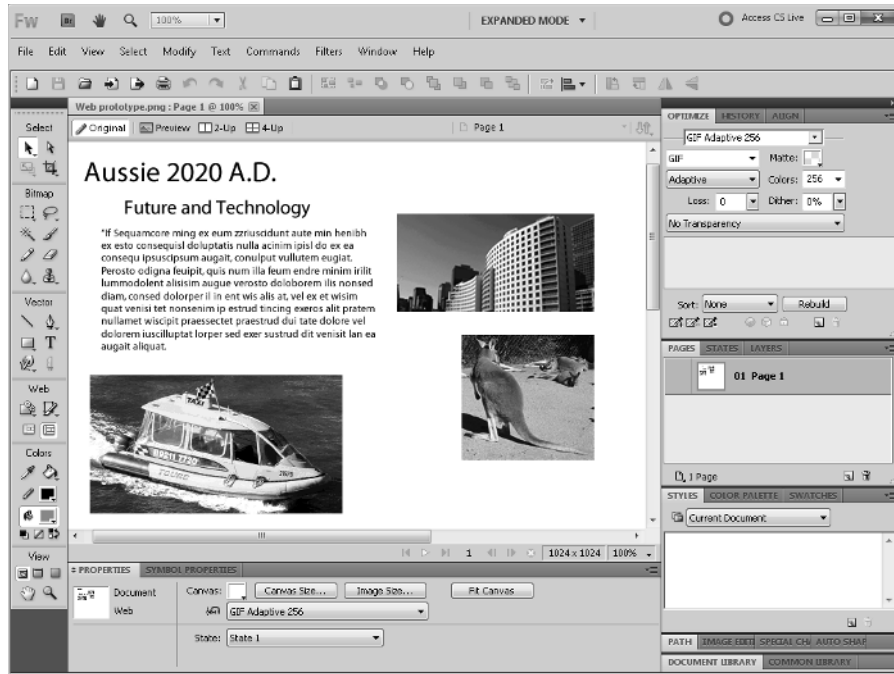 Fw
Br
100%
EXPANDED MODE
Access CS Live
File Edit View Select Modify Text Commands Filters Window Help
Web prototype.png : Page 1 @ 100%
Original Preview 2-Up 4-Up Page 1
Select
Bitmap
Vector
Web
Colors
View
Aussie 2020 A.D.
Future and Technology
"If Sequamcore ming ex eum zzriuscidunt aute min henibh
ex esto consequisl doluptatis nulla acinim ipisl do ex ea
consequ ipsuscipsum augait, conulput vullutem eugiat.
Perosto odigna feuipit, quis num illa feum endre minim irilit
lummodolent alisisim augue verosto doloborem ilis nonsed
diam, consed dolorper il in ent wis alis at, vel ex et wisim
quat venisi tet nonsenim ip estrud tincing exeros alit pratem
nullamet wiscipit praessectet praestrud dui tate dolore vel
dolorem iuscilluptat lorper sed exer sustrud dit venisit lan ea
augait aliquat.
TAXI
TOURS
1 1024 x 1024 100%
PROPERTIES SYMBOL PROPERTIES
Document Canvas: Canvas Size... Image Size... Fit Canvas
Web GIF Adaptive 256
State: State 1
OPTIMIZE HISTORY ALIGN
GIF Adaptive 256
GIF Matte:
Adaptive Colors: 256
Loss: 0 Dither: 0%
No Transparency
Sort: None Rebuild
PAGES STATES LAYERS
01 Page 1
1 Page
STYLES COLOR PALETTE SWATCHES
Current Document
PATH IMAGE EDITI SPECIAL CHA AUTO SHAP
DOCUMENT LIBRARY COMMON LIBRARY